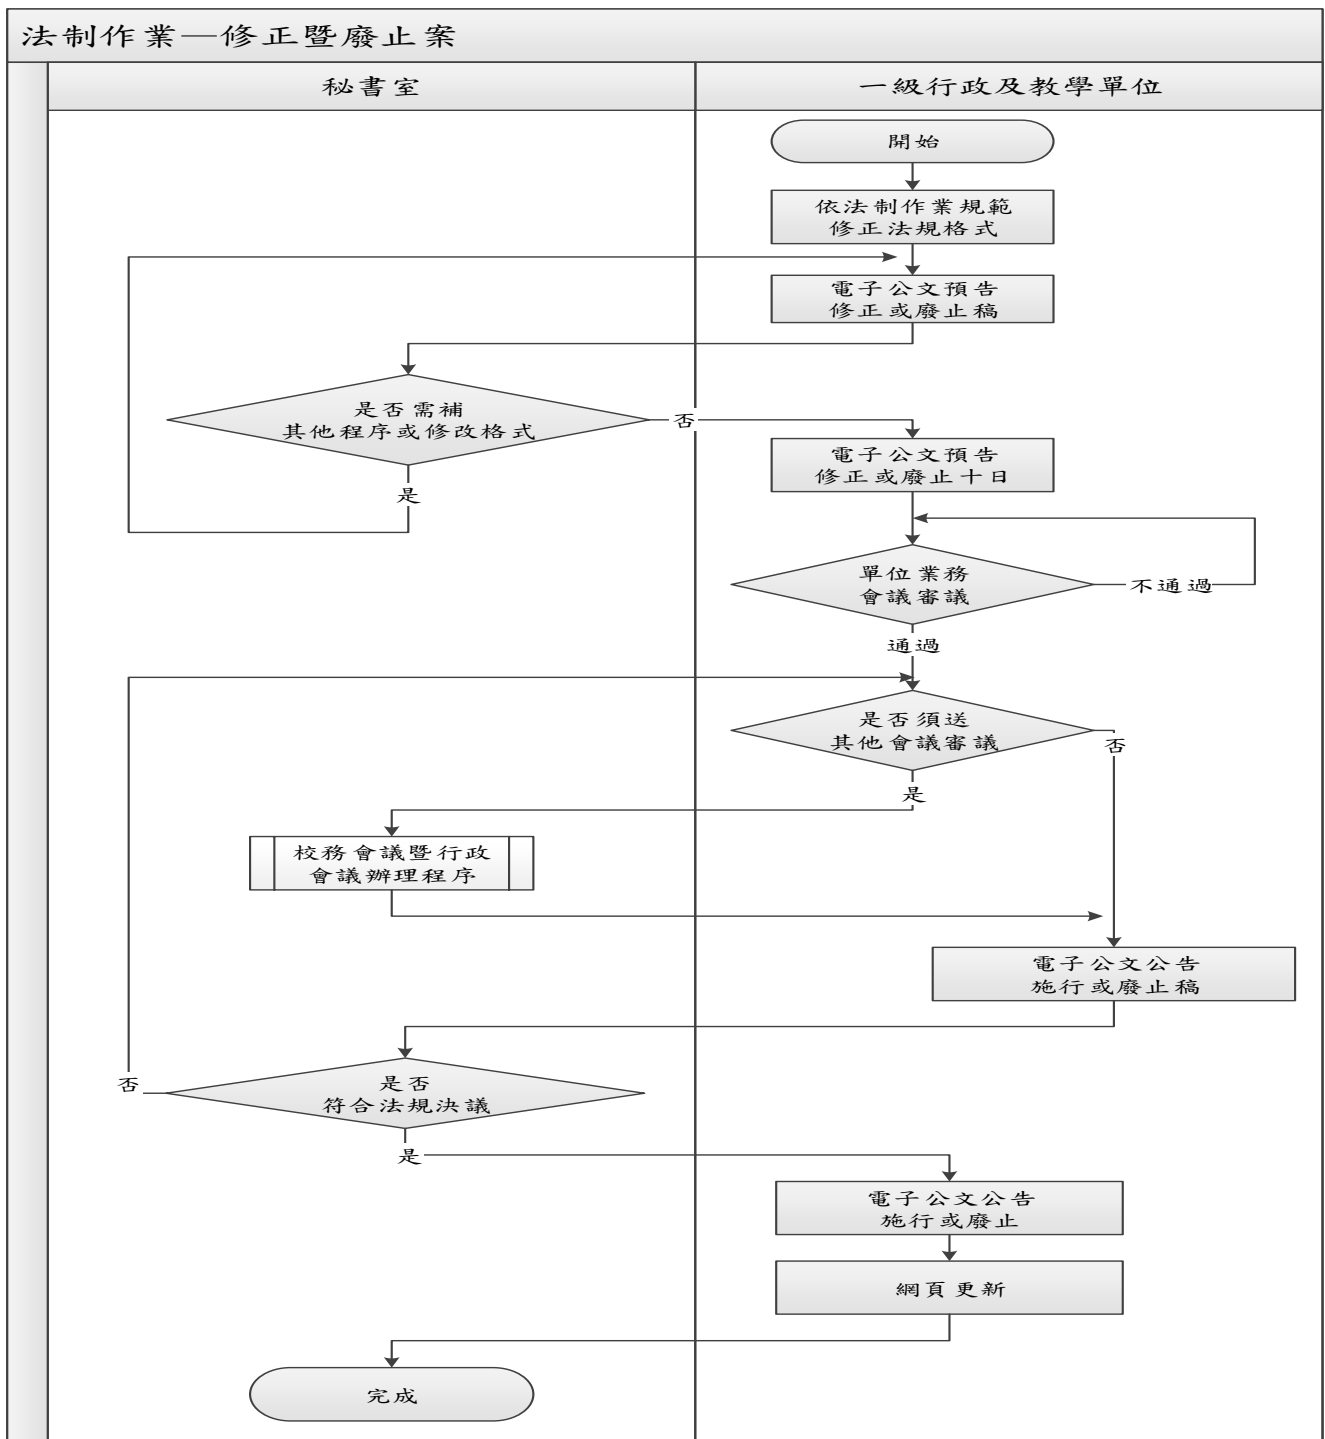 法制作業—修正暨廢止案
秘書室
一級行政及教學單位
開始
依法制作業規範
修正法規格式
電子公文預告
修正或廢止稿
是否需補
其他程序或修改格式
否
是
電子公文預告
修正或廢止十日
單位業務
會議審議
不通過
通過
是否須送
其他會議審議
否
是
校務會議暨行政
會議辦理程序
電子公文公告
施行或廢止稿
是否
符合法規決議
否
是
電子公文公告
施行或廢止
網頁更新
完成